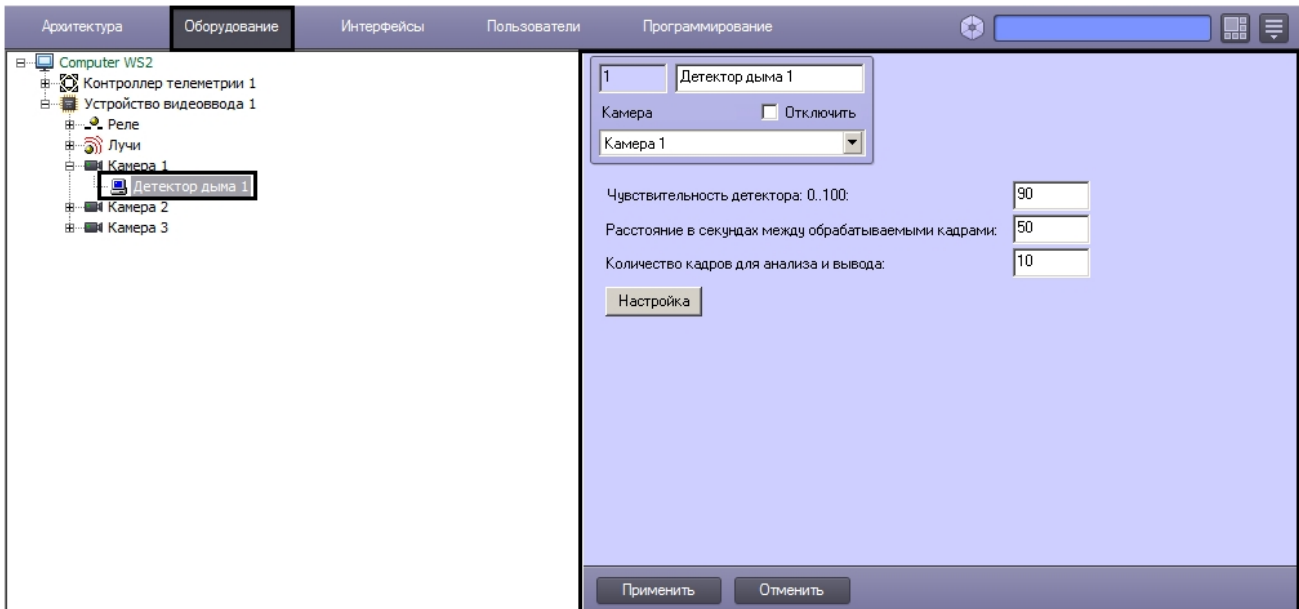 Архитектура Оборудование Интерфейсы Пользователи Программирование
Computer WS2
Контроллер телеметрии 1
Устройство видеоввода 1
Реле
Лучи
Камера 1
Детектор дыма 1
Камера 2
Камера 3
1 Детектор дыма 1
Камера Отключить
Камера 1
Чувствительность детектора: 0..100: 90
Расстояние в секундах между обрабатываемыми кадрами: 50
Количество кадров для анализа и вывода: 10
Настройка
Применить Отменить